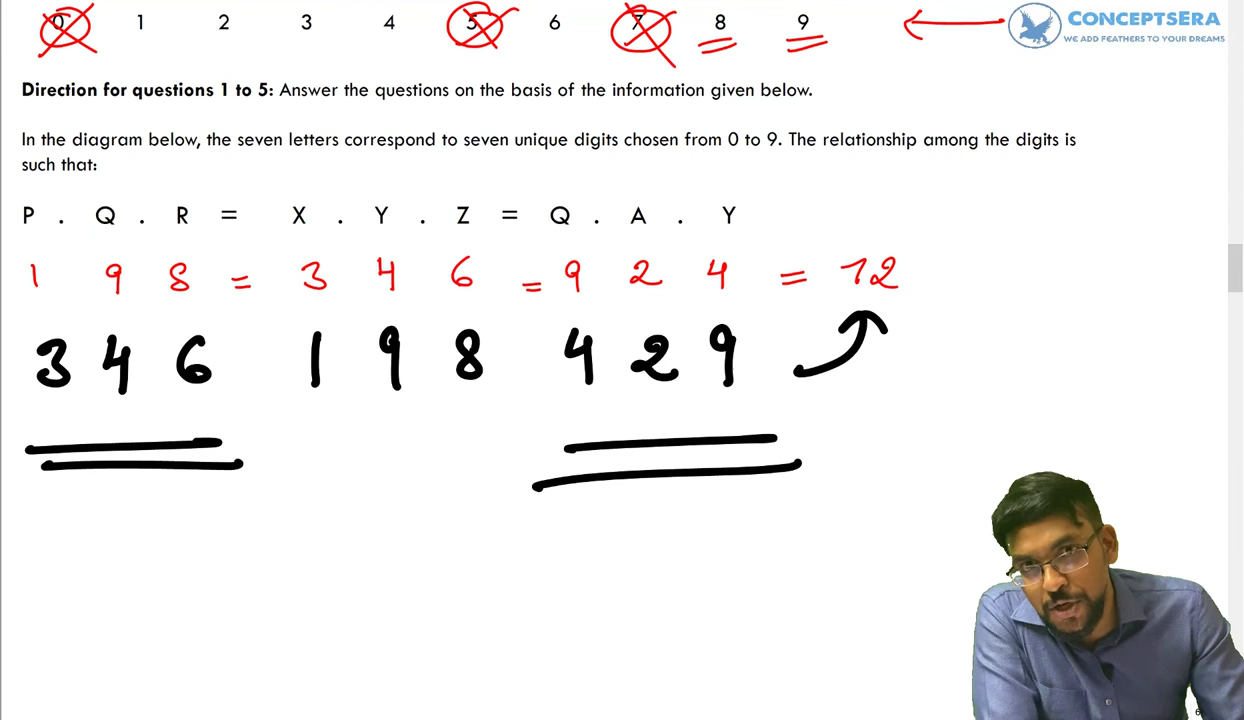 0 1 2 3 4 5 6 7 8 9
CONCEPTSERA
WE ADD FEATHERS TO YOUR DREAMS
Direction for questions 1 to 5: Answer the questions on the basis of the information given below.
In the diagram below, the seven letters correspond to seven unique digits chosen from 0 to 9. The relationship among the digits is
such that:
P . Q . R = X . Y . Z = Q . A . Y
1 9 8 = 3 4 6 = 9 2 4 = 72
3 4 6 1 9 8 4 2 9